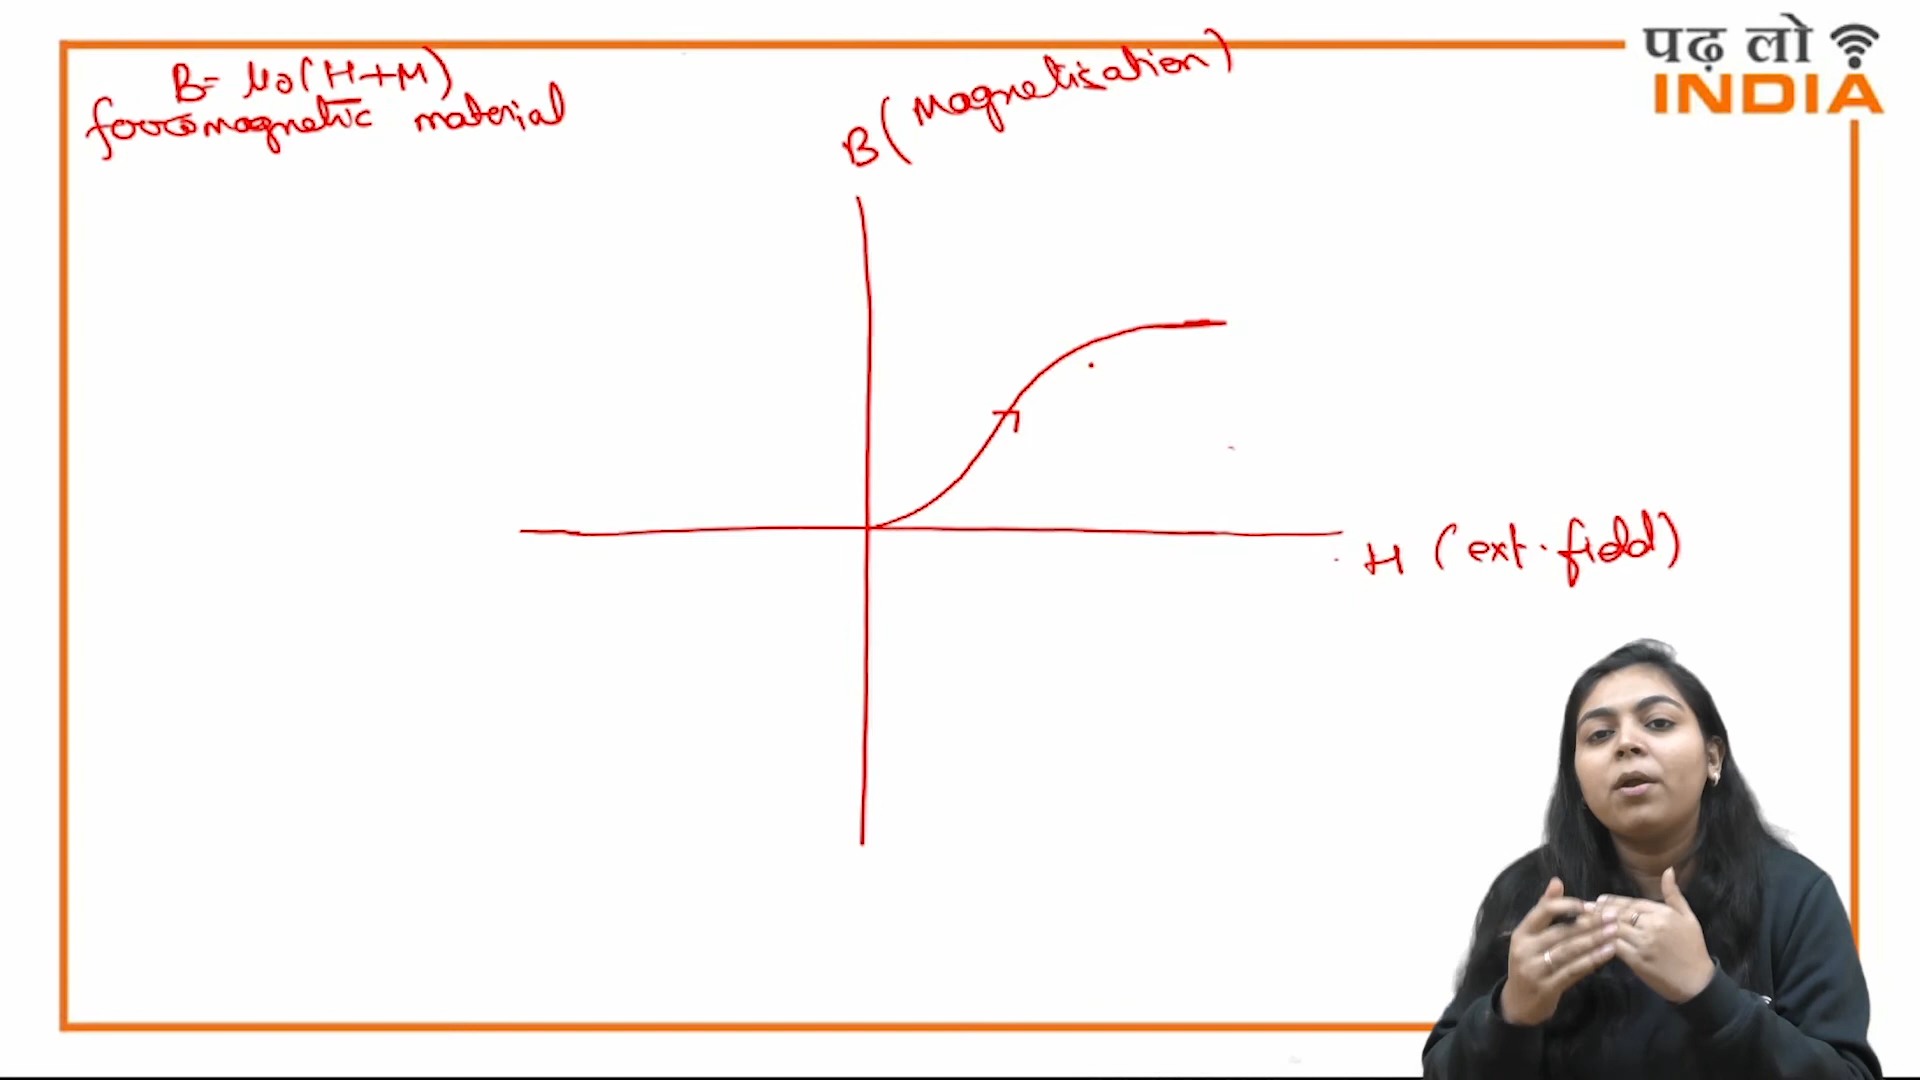 पढ़ लो
INDIA
B= μ0(H+M)
ferromagnetic material
B(Magnetisation)
H (ext. field)